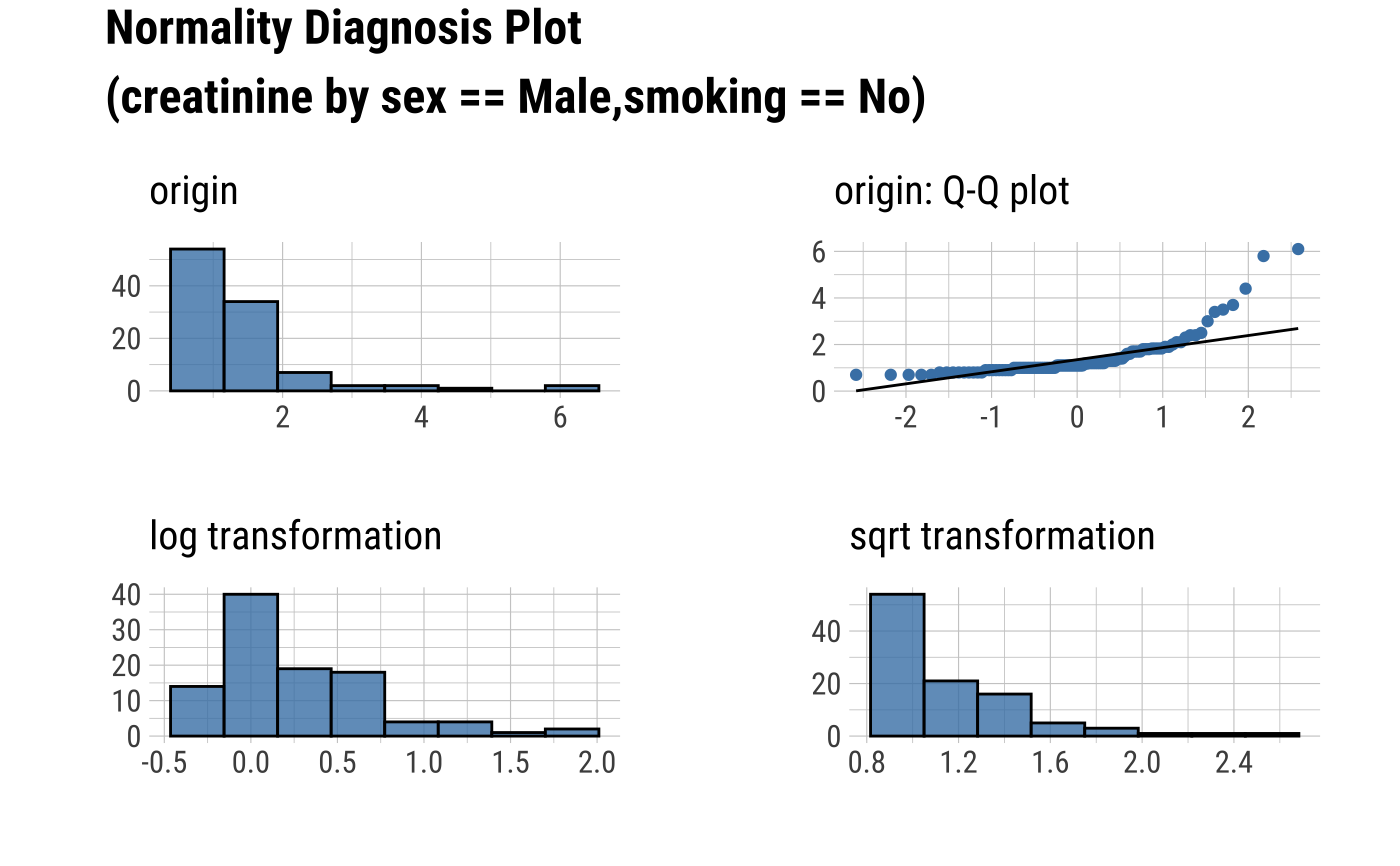 Normality Diagnosis Plot
(creatinine by sex == Male,smoking == No)
origin
40
20
0
2 4 6
origin: Q-Q plot
6
4
2
0
-2 -1 0 1 2
log transformation
40
30
20
10
0
-0.5 0.0 0.5 1.0 1.5 2.0
sqrt transformation
40
20
0
0.8 1.2 1.6 2.0 2.4